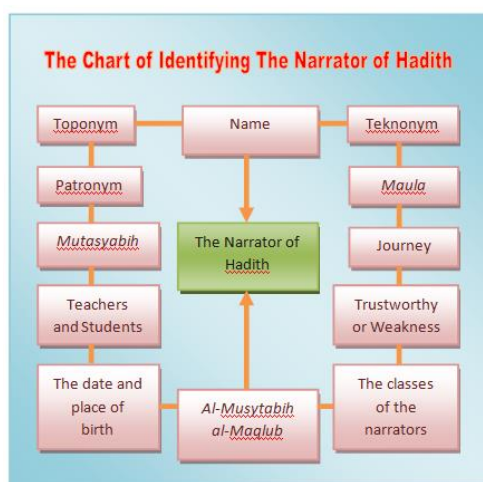 The Chart of Identifying The Narrator of Hadith
Toponym
Name
Teknonym
Patronym
Maula
Mutasyabih
The Narrator of
Hadith
Journey
Teachers
and Students
Trustworthy
or Weakness
The date and
place of
birth
Al-Musytabih
al-Maqlub
The classes
of the
narrators